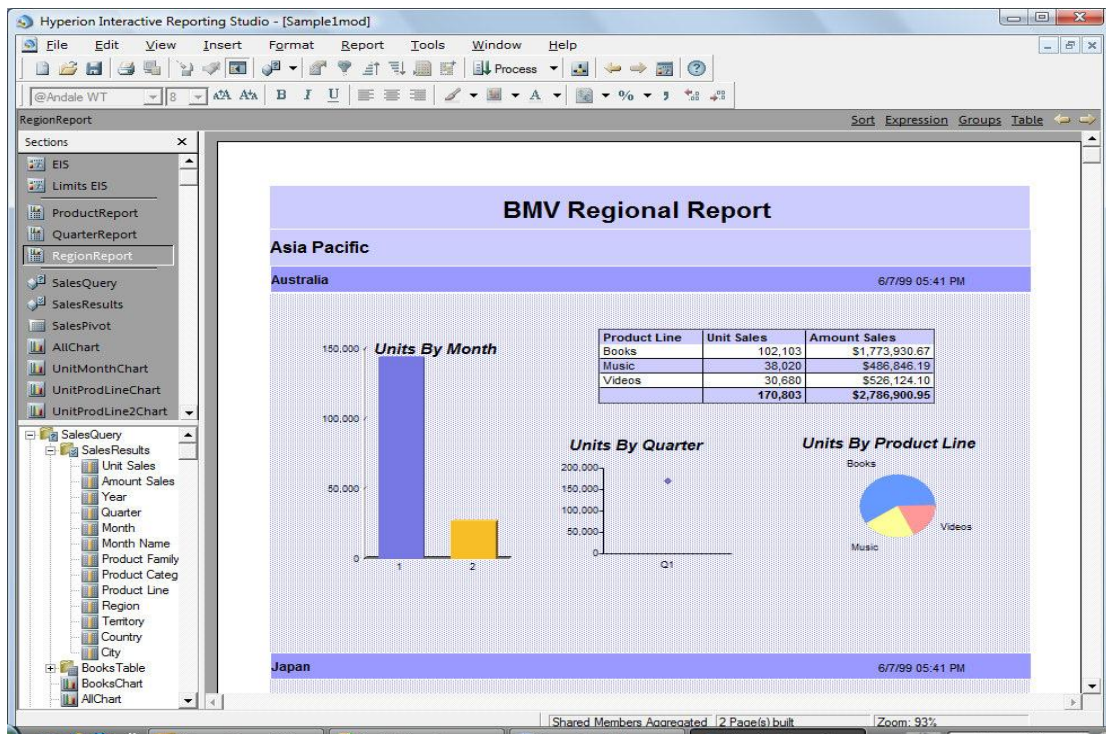 Hyperion Interactive Reporting Studio - [Sample1mod]
File Edit View Insert Format Report Tools Window Help
Process
@Andale WT 8 B I U A %
RegionReport Sort Expression Groups Table
Sections
EIS
Limits EIS
ProductReport
QuarterReport
RegionReport
SalesQuery
SalesResults
SalesPivot
AllChart
UnitMonthChart
UnitProdLineChart
UnitProdLine2Chart
SalesQuery
SalesResults
Unit Sales
Amount Sales
Year
Quarter
Month
Month Name
Product Family
Product Categ
Product Line
Region
Territory
Country
City
BooksTable
BooksChart
AllChart
BMV Regional Report
Asia Pacific
Australia 6/7/99 05:41 PM
Units By Month
150,000
100,000
50,000
0
1 2
Product Line Unit Sales Amount Sales
Books 102,103 $1,773,930.67
Music 38,020 $486,846.19
Videos 30,680 $526,124.10
170,803 $2,786,900.95
Units By Quarter
200,000
150,000
100,000
50,000
0
Q1
Units By Product Line
Books
Videos
Music
Japan 6/7/99 05:41 PM
Shared Members Aggregated 2 Page(s) built Zoom: 93%